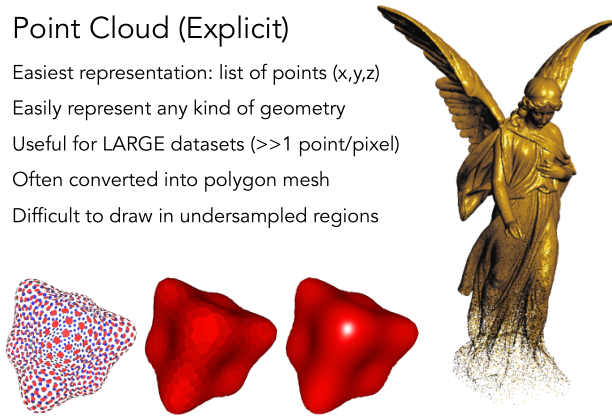 Point Cloud (Explicit)
Easiest representation: list of points (x,y,z)
Easily represent any kind of geometry
Useful for LARGE datasets (>>1 point/pixel)
Often converted into polygon mesh
Difficult to draw in undersampled regions